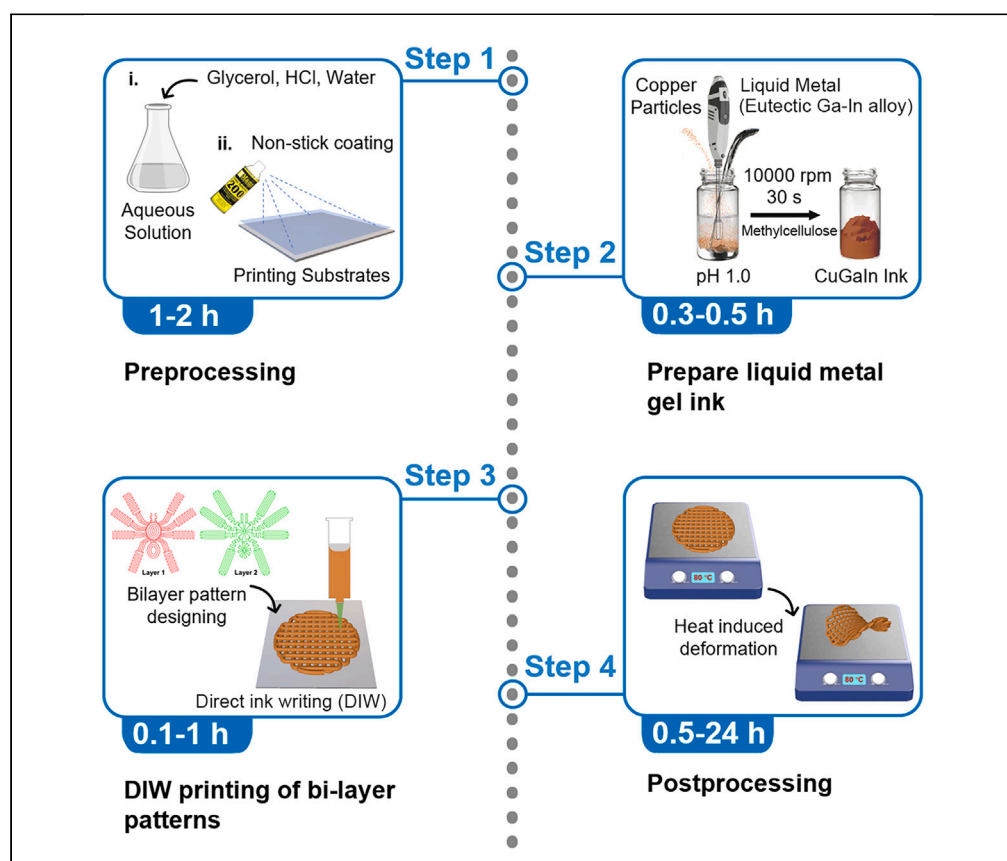 Step 1
i.
Glycerol, HCl, Water
ii.
Non-stick coating
200
Aqueous
Solution
Printing Substrates
1-2 h
Preprocessing
Step 2
Copper
Particles
Liquid Metal
(Eutectic Ga-In alloy)
10000 rpm
30 s
Methylcellulose
pH 1.0
CuGaIn Ink
0.3-0.5 h
Prepare liquid metal
gel ink
Step 3
Layer 1
Layer 2
Bilayer pattern
designing
Direct ink writing (DIW)
0.1-1 h
DIW printing of bi-layer
patterns
Step 4
80 °C
Heat induced
deformation
80 °C
0.5-24 h
Postprocessing